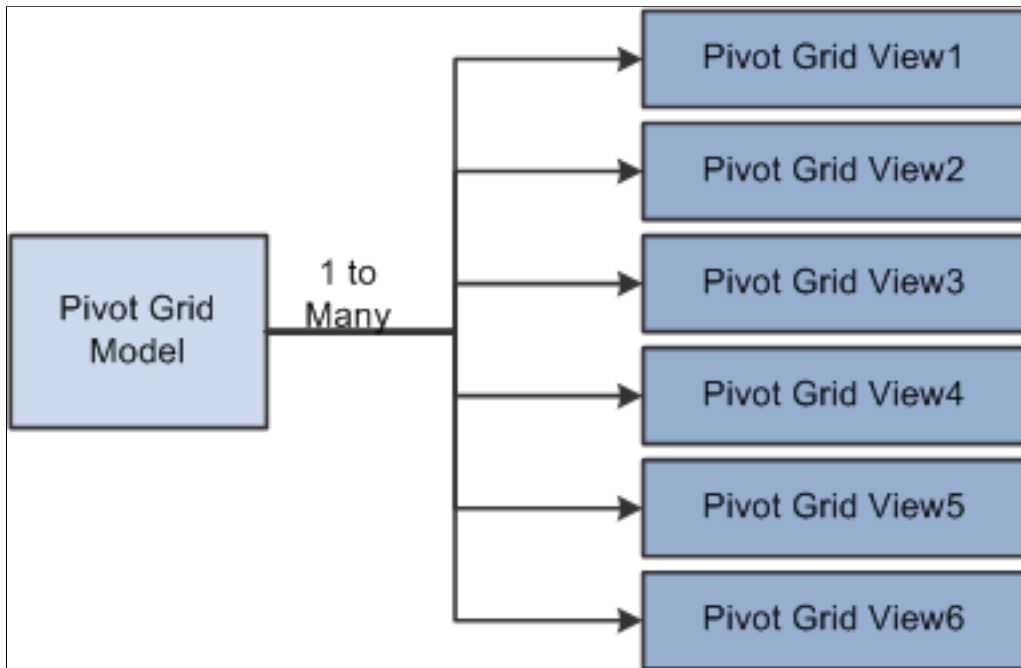 Pivot Grid
Model
1 to
Many
Pivot Grid View1
Pivot Grid View2
Pivot Grid View3
Pivot Grid View4
Pivot Grid View5
Pivot Grid View6